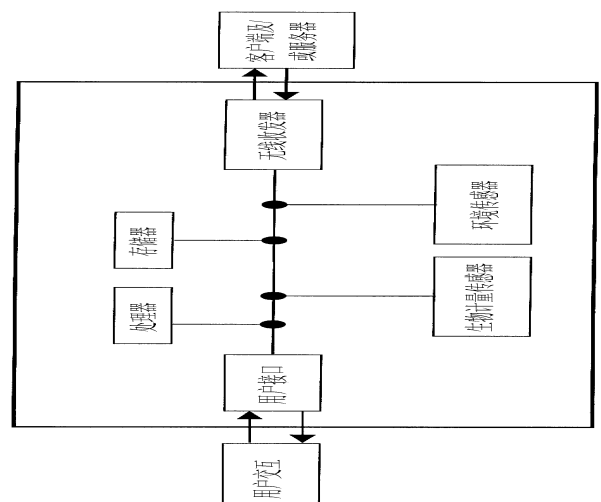 客户端及/
或服务器
无线收发器
环境传感器
存储器
生物计量传感器
处理器
用户接口
用户交互